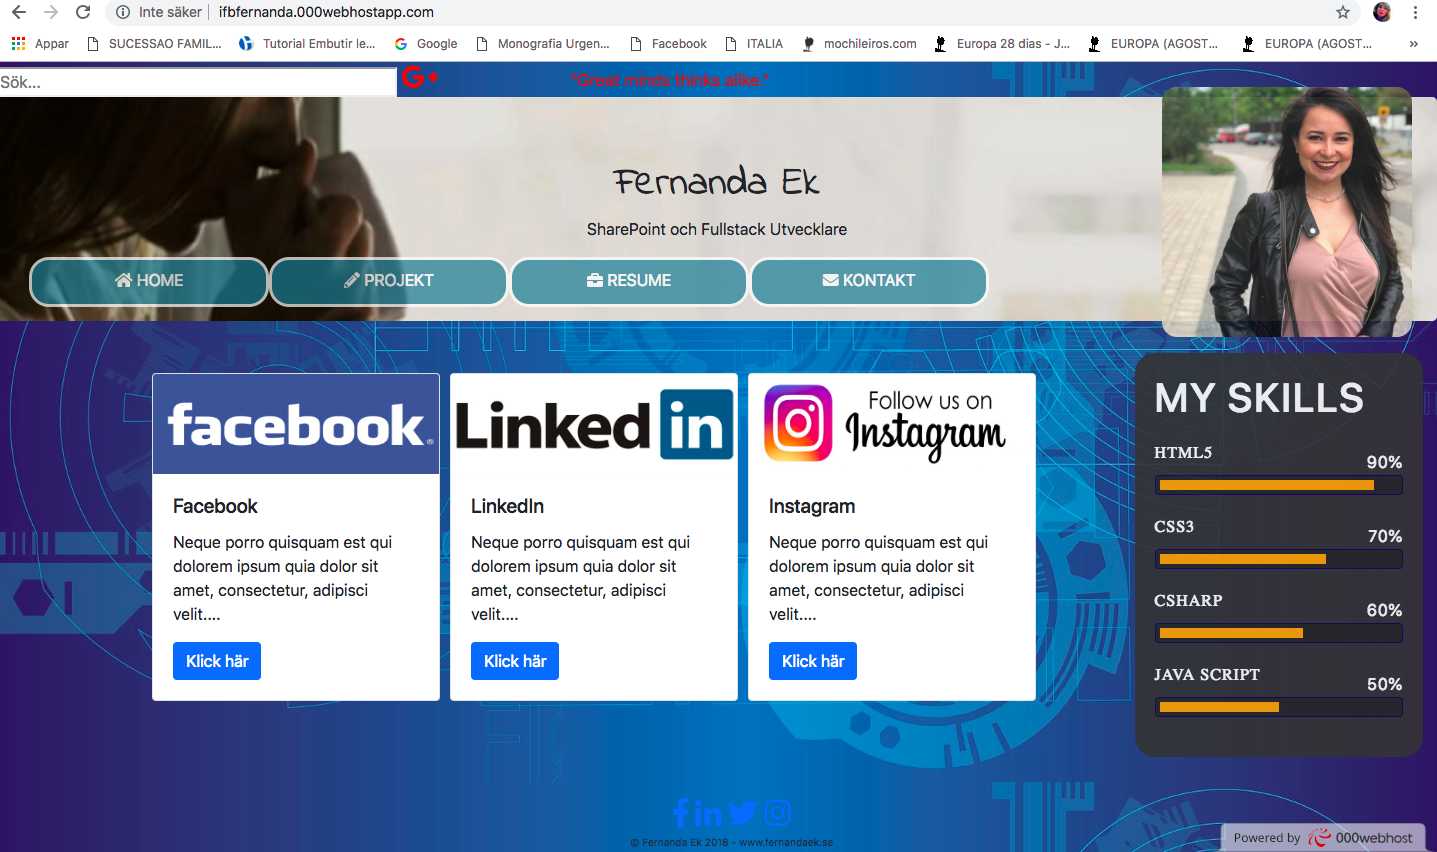 Inte säker
ifbfernanda.000webhostapp.com
Appar
SUCESSAO FAMIL...
Tutorial Embutir le...
Google
Monografia Urgen...
Facebook
ITALIA
mochileiros.com
Europa 28 dias - J...
EUROPA (AGOST...
EUROPA (AGOST...
»
Sök...
G+
"Great minds thinks alike."
Fernanda Ek
SharePoint och Fullstack Utvecklare
HOME
PROJEKT
RESUME
KONTAKT
facebook®
Linked in
Follow us on
Instagram
Facebook
Neque porro quisquam est qui
dolorem ipsum quia dolor sit
amet, consectetur, adipisci
velit....
Klick här
LinkedIn
Neque porro quisquam est qui
dolorem ipsum quia dolor sit
amet, consectetur, adipisci
velit....
Klick här
Instagram
Neque porro quisquam est qui
dolorem ipsum quia dolor sit
amet, consectetur, adipisci
velit....
Klick här
MY SKILLS
HTML5
90%
CSS3
70%
CSHARP
60%
JAVA SCRIPT
50%
© Fernanda Ek 2018 - www.fernandaek.se
Powered by 000webhost